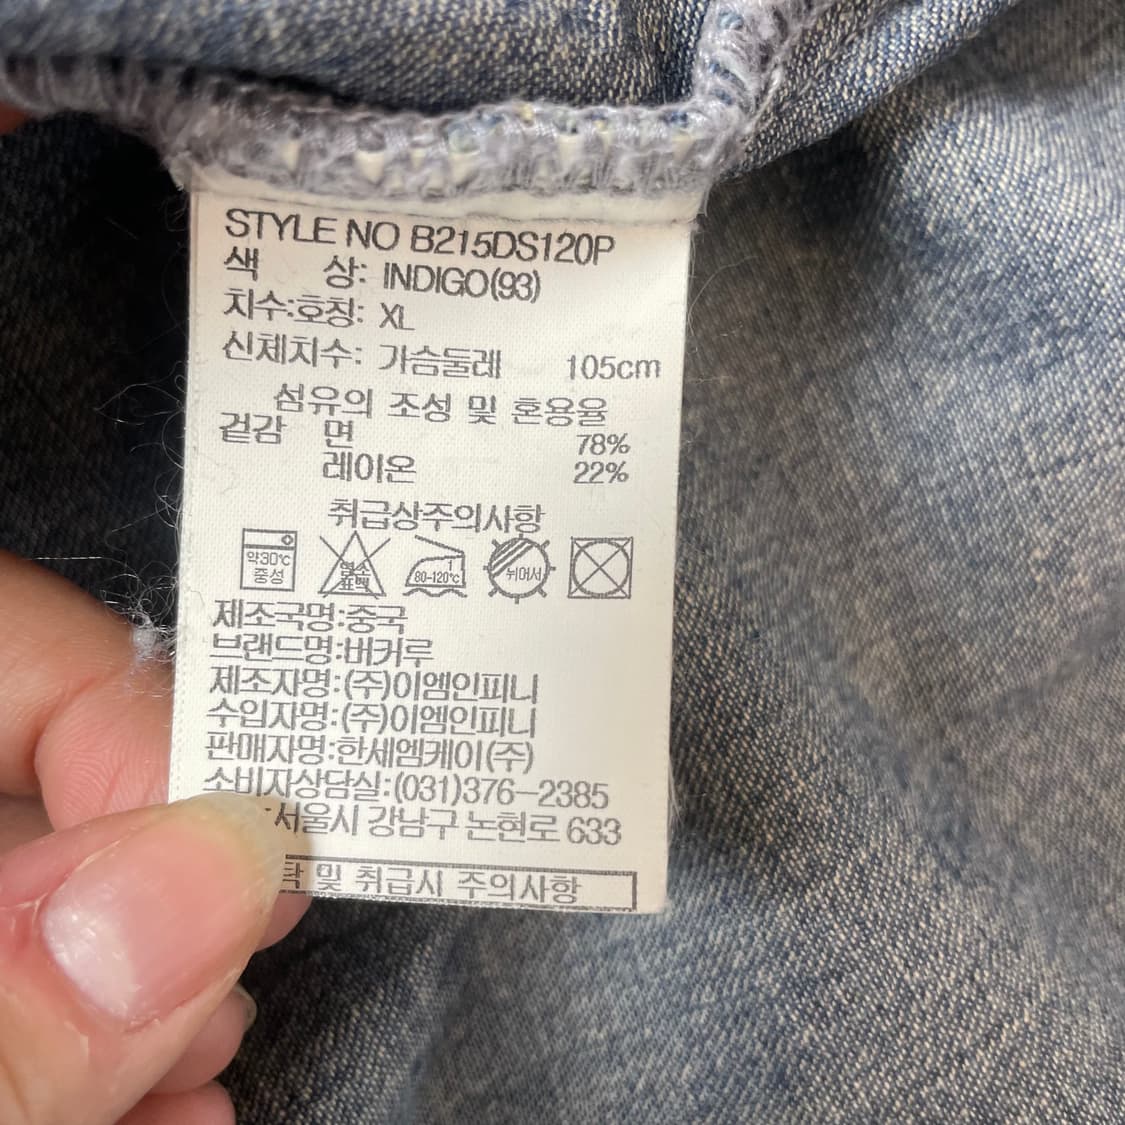 STYLE NO B215DS120P
색 상: INDIGO(93)
치수:호칭: XL
신체치수: 가슴둘레 105cm
섬유의 조성 및 혼용율
겉감 면 78%
레이온 22%
취급상주의사항
약30℃ 중성
염소 표백
1 80-120℃
뉘어서
제조국명:중국
브랜드명:버커루
제조자명:(주)이엠인피니
수입자명:(주)이엠인피니
판매자명:한세엠케이(주)
소비자상담실:(031)376-2385
서울시 강남구 논현로 633
및 취급시 주의사항